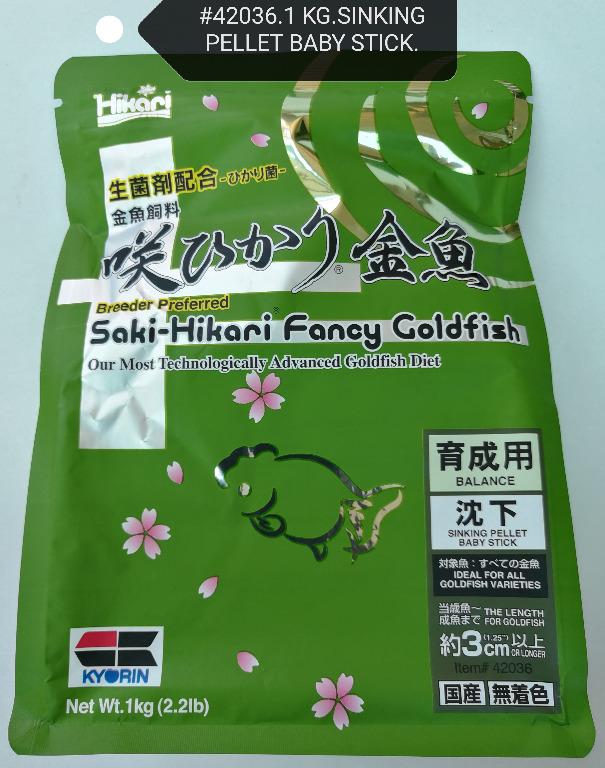 #42036.1 KG.SINKING
PELLET BABY STICK.
Hikari
生菌剤配合-ひかり菌-
金魚飼料
咲ひかり®金魚
Breeder Preferred
Saki-Hikari® Fancy Goldfish
Our Most Technologically Advanced Goldfish Diet
育成用
BALANCE
沈下
SINKING PELLET
BABY STICK
対象魚:すべての金魚
IDEAL FOR ALL
GOLDFISH VARIETIES
当歳魚~ THE LENGTH
成魚まで FOR GOLDFISH
約3cm(1.25") 以上 OR LONGER
Item# 42036
国産 無着色
KYORIN
Net Wt.1kg (2.2lb)